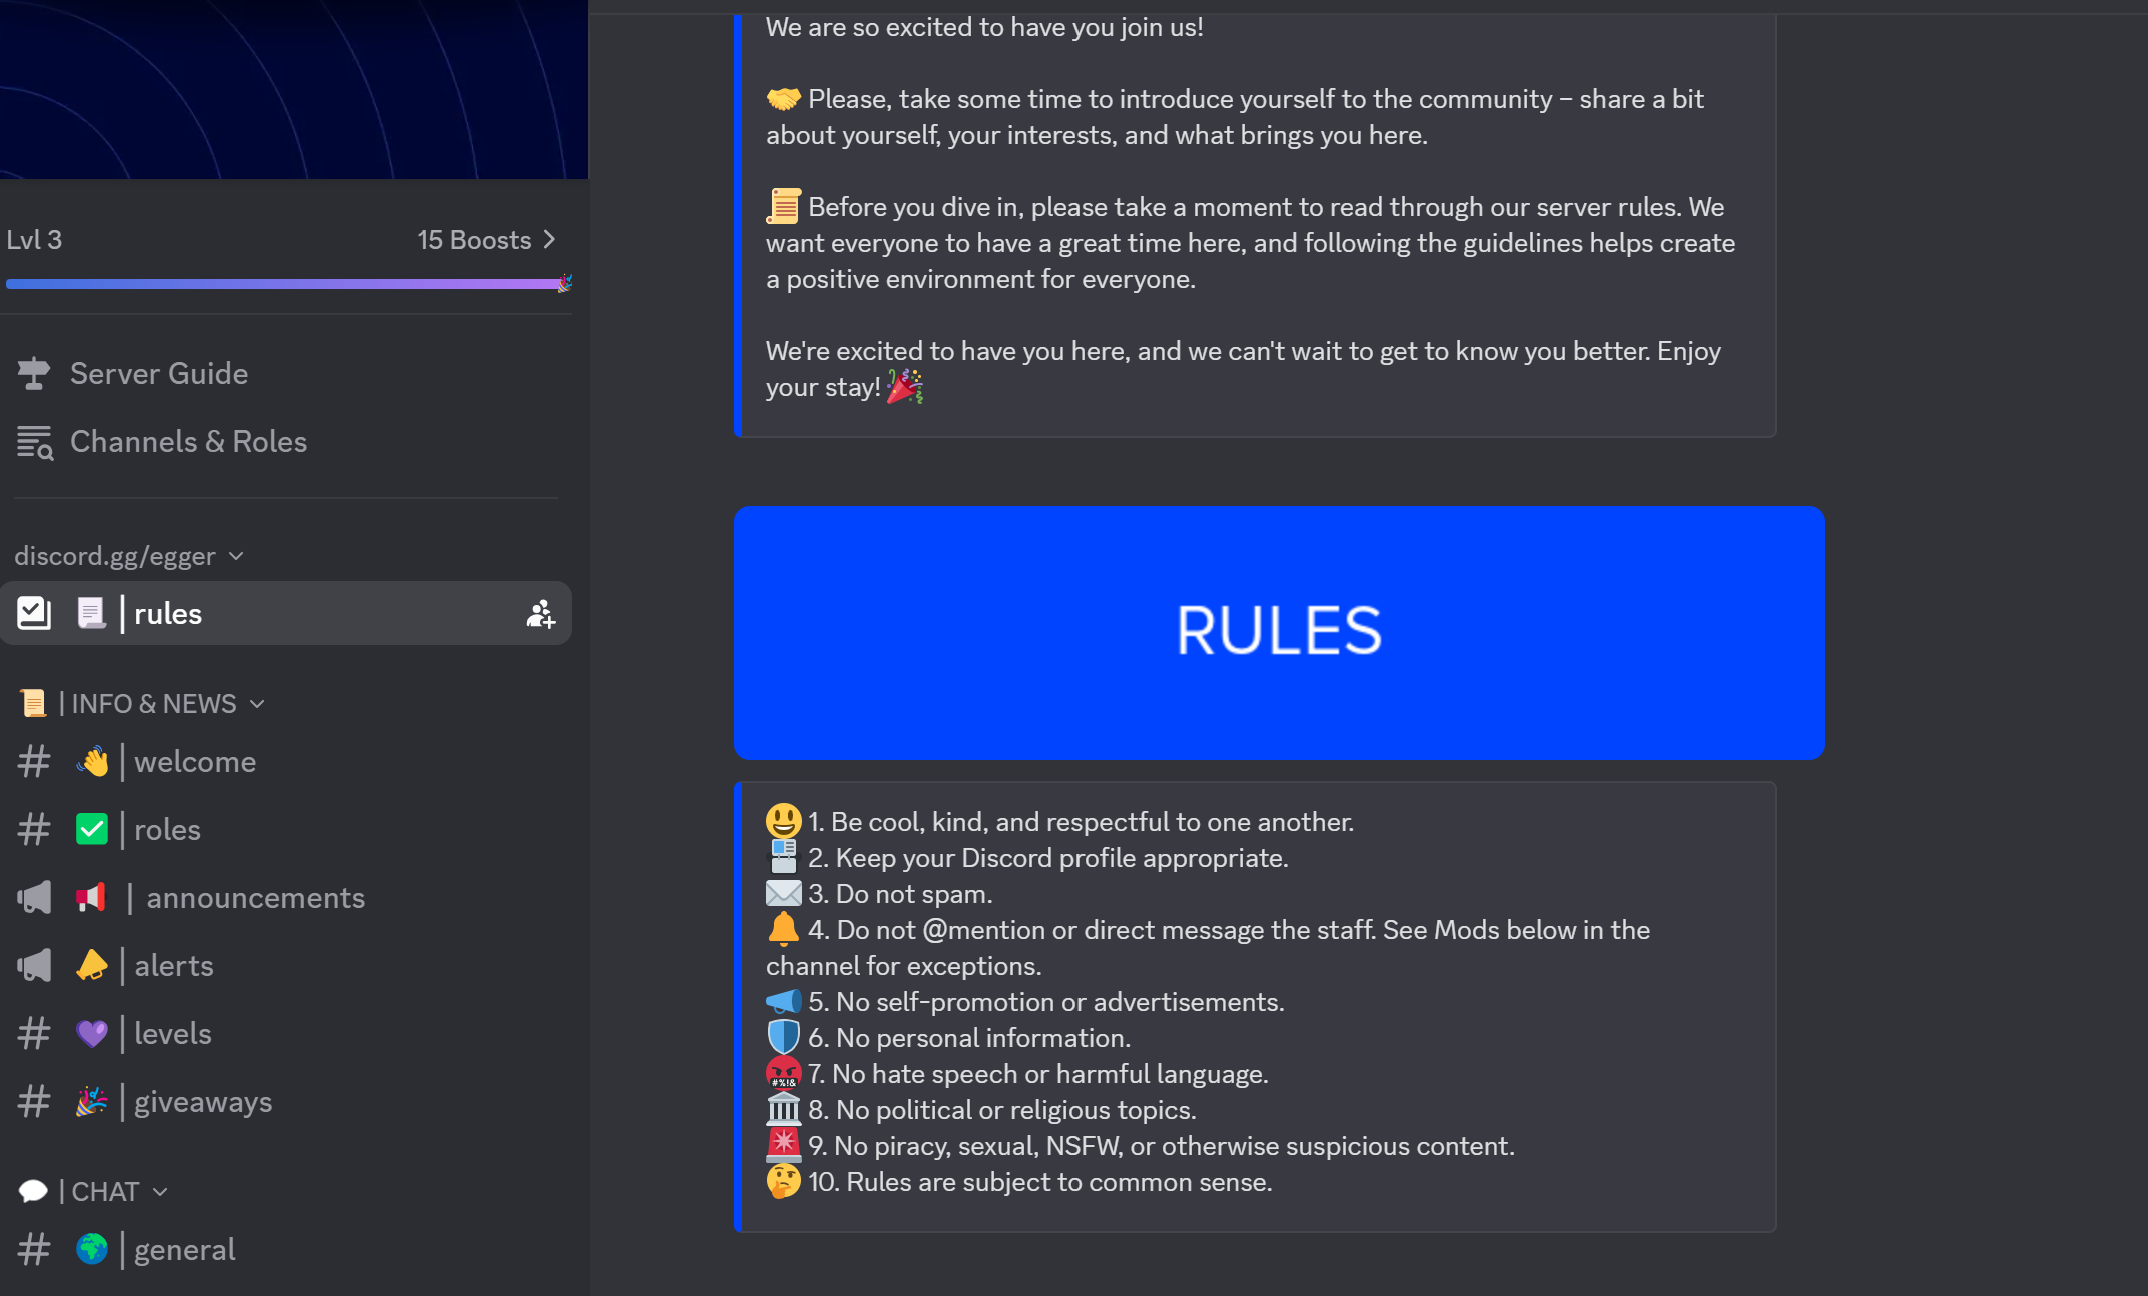 Lvl 3
15 Boosts
Server Guide
Channels & Roles
discord.gg/egger
| rules
| INFO & NEWS
| welcome
| roles
| announcements
| alerts
| levels
| giveaways
| CHAT
| general
We are so excited to have you join us!
Please, take some time to introduce yourself to the community – share a bit
about yourself, your interests, and what brings you here.
Before you dive in, please take a moment to read through our server rules. We
want everyone to have a great time here, and following the guidelines helps create
a positive environment for everyone.
We're excited to have you here, and we can't wait to get to know you better. Enjoy
your stay!
RULES
1. Be cool, kind, and respectful to one another.
2. Keep your Discord profile appropriate.
3. Do not spam.
4. Do not @mention or direct message the staff. See Mods below in the
channel for exceptions.
5. No self-promotion or advertisements.
6. No personal information.
7. No hate speech or harmful language.
8. No political or religious topics.
9. No piracy, sexual, NSFW, or otherwise suspicious content.
10. Rules are subject to common sense.